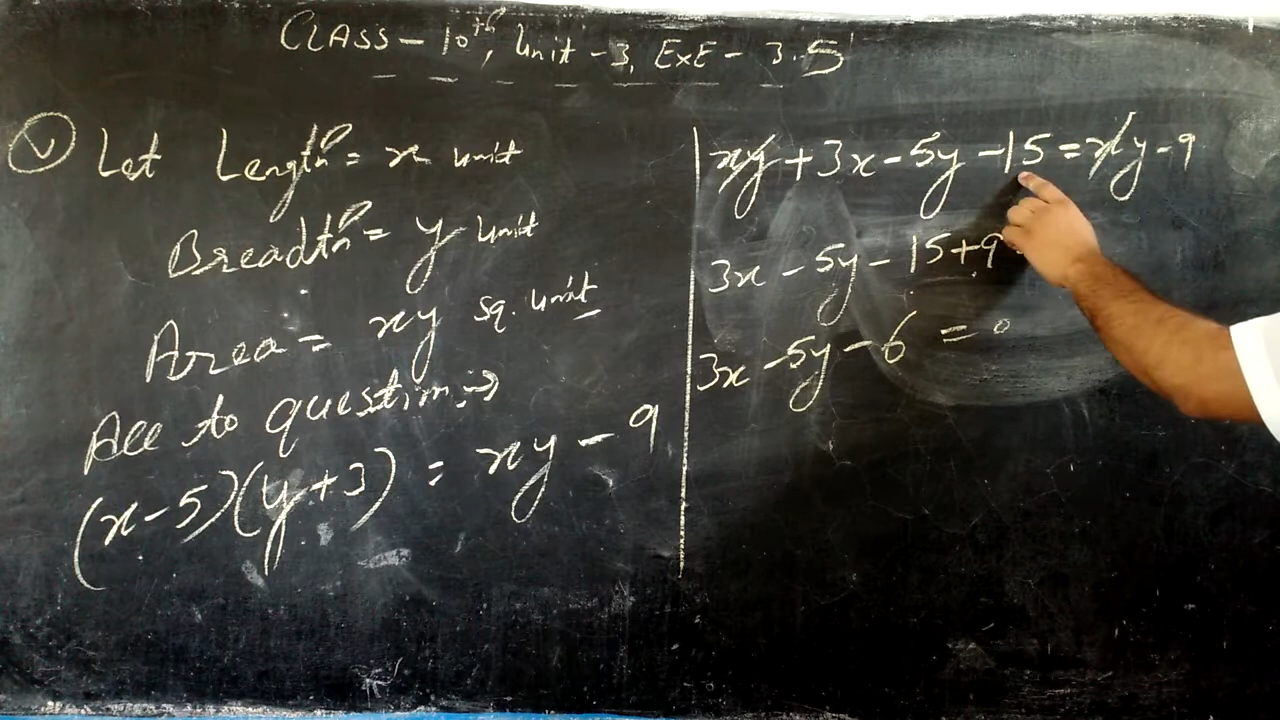 CLASS - 10th, Unit - 3, EXE - 3.5
(v) Let Length = x unit
Breadth = y unit
Area = xy sq. unit
Acc to question :→
(x-5)(y+3) = xy - 9
xy + 3x - 5y - 15 = xy - 9
3x - 5y - 15 + 9
3x - 5y - 6 = 0